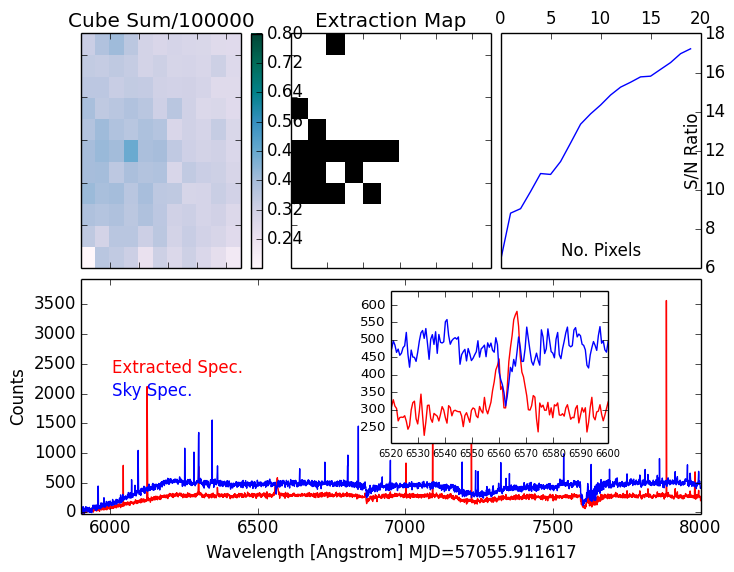 Cube Sum/100000
0.80
0.72
0.64
0.56
0.48
0.40
0.32
0.24
Extraction Map
0 5 10 15 20
18
16
14
12
10
8
6
S/N Ratio
No. Pixels
Counts
3500
3000
2500
2000
1500
1000
500
0
Extracted Spec.
Sky Spec.
600
550
500
450
400
350
300
250
6520 6530 6540 6550 6560 6570 6580 6590 6600
6000 6500 7000 7500 8000
Wavelength [Angstrom] MJD=57055.911617